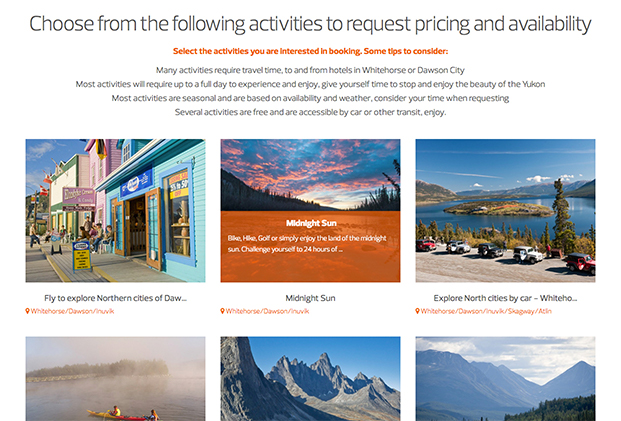 Choose from the following activities to request pricing and availability
Select the activities you are interested in booking. Some tips to consider:
Many activities require travel time, to and from hotels in Whitehorse or Dawson City
Most activities will require up to a full day to experience and enjoy, give yourself time to stop and enjoy the beauty of the Yukon
Most activities are seasonal and are based on availability and weather, consider your time when requesting
Several activities are free and are accessible by car or other transit, enjoy.
Midnight Sun
Bike, Hike, Golf or simply enjoy the land of the midnight
sun. Challenge yourself to 24 hours of ...
Fly to explore Northern cities of Daw...
Midnight Sun
Explore North cities by car – Whiteho...
Whitehorse/Dawson/Inuvik
Whitehorse/Dawson/Inuvik
Whitehorse/Dawson/Inuvik/Skagway/Atlin